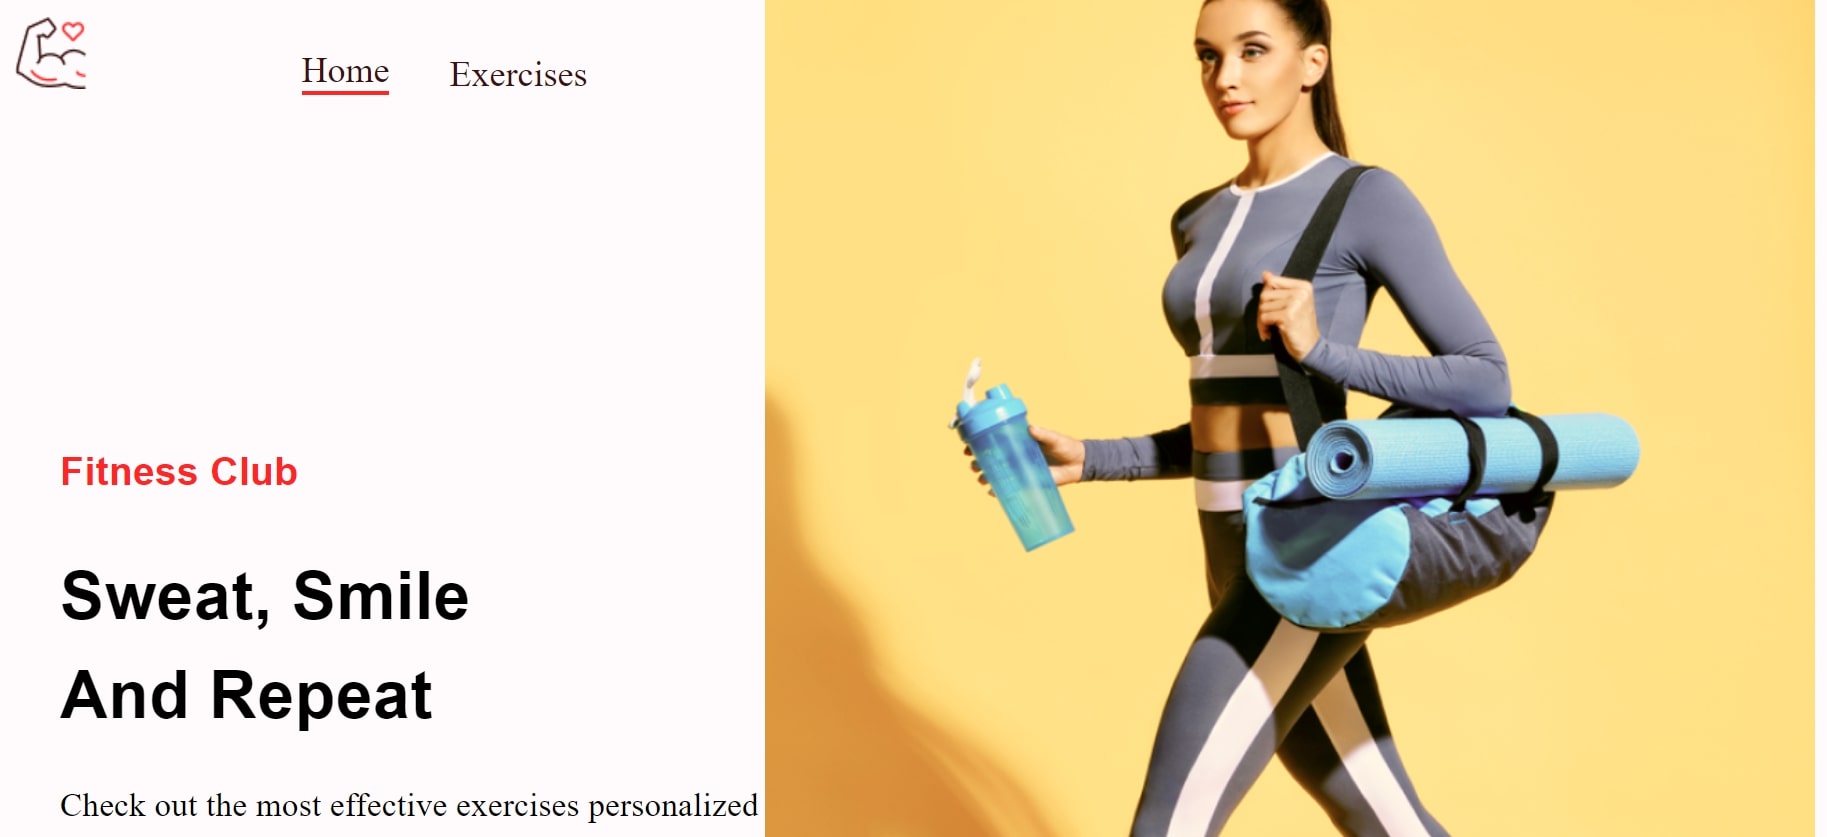 Home
Exercises
Fitness Club
Sweat, Smile
And Repeat
Check out the most effective exercises personalized